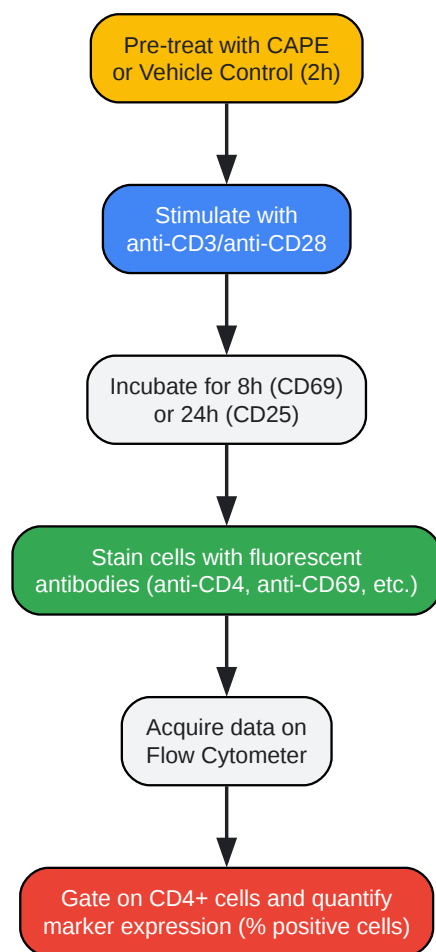 Pre-treat with CAPE
or Vehicle Control (2h)
Stimulate with
anti-CD3/anti-CD28
Incubate for 8h (CD69)
or 24h (CD25)
Stain cells with fluorescent
antibodies (anti-CD4, anti-CD69, etc.)
Acquire data on
Flow Cytometer
Gate on CD4+ cells and quantify
marker expression (% positive cells)